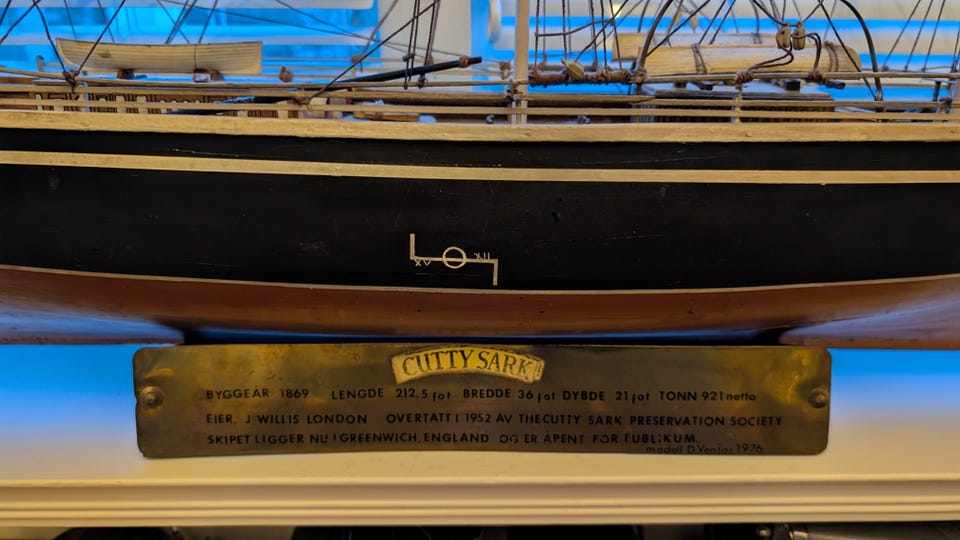 XV XII
CUTTY SARK
BYGGEÅR 1869 LENGDE 212,5 fot BREDDE 36 fot DYBDE 21 fot TONN 921 netto
EIER, J. WILLIS LONDON OVERTATT I 1952 AV THE CUTTY SARK PRESERVATION SOCIETY
SKIPET LIGGER NU I GREENWICH, ENGLAND OG ER ÅPENT FOR PUBLIKUM.
modell D. 1976